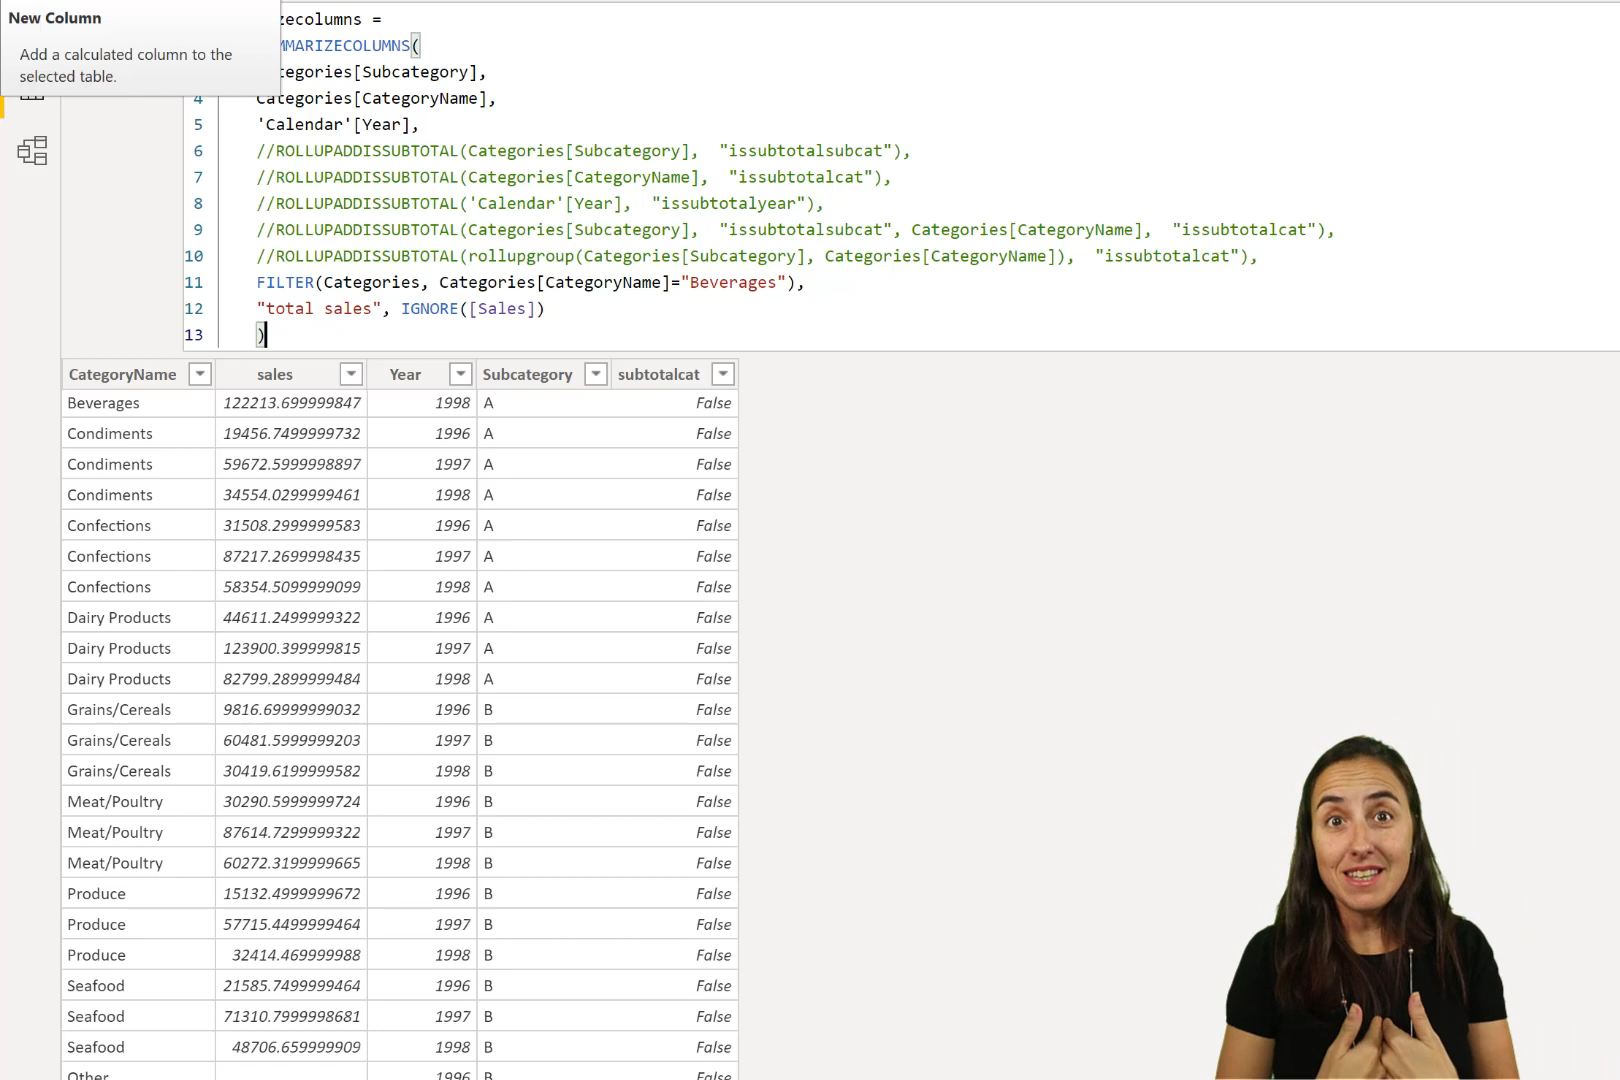 New Column
Add a calculated column to the
selected table.
zecolumns =
MMARIZECOLUMNS(
tegories[Subcategory],
4 Categories[CategoryName],
5 'Calendar'[Year],
6 //ROLLUPADDISSUBTOTAL(Categories[Subcategory], "issubtotalsubcat"),
7 //ROLLUPADDISSUBTOTAL(Categories[CategoryName], "issubtotalcat"),
8 //ROLLUPADDISSUBTOTAL('Calendar'[Year], "issubtotalyear"),
9 //ROLLUPADDISSUBTOTAL(Categories[Subcategory], "issubtotalsubcat", Categories[CategoryName], "issubtotalcat"),
10 //ROLLUPADDISSUBTOTAL(rollupgroup(Categories[Subcategory], Categories[CategoryName]), "issubtotalcat"),
11 FILTER(Categories, Categories[CategoryName]="Beverages"),
12 "total sales", IGNORE([Sales])
13 )
CategoryName sales Year Subcategory subtotalcat
Beverages 122213.699999847 1998 A False
Condiments 19456.7499999732 1996 A False
Condiments 59672.5999998897 1997 A False
Condiments 34554.0299999461 1998 A False
Confections 31508.2999999583 1996 A False
Confections 87217.2699998435 1997 A False
Confections 58354.5099999099 1998 A False
Dairy Products 44611.2499999322 1996 A False
Dairy Products 123900.399999815 1997 A False
Dairy Products 82799.2899999484 1998 A False
Grains/Cereals 9816.69999999032 1996 B False
Grains/Cereals 60481.5999999203 1997 B False
Grains/Cereals 30419.6199999582 1998 B False
Meat/Poultry 30290.5999999724 1996 B False
Meat/Poultry 87614.7299999322 1997 B False
Meat/Poultry 60272.3199999665 1998 B False
Produce 15132.4999999672 1996 B False
Produce 57715.4499999464 1997 B False
Produce 32414.469999988 1998 B False
Seafood 21585.7499999464 1996 B False
Seafood 71310.7999998681 1997 B False
Seafood 48706.659999909 1998 B False
Other 1996 B False